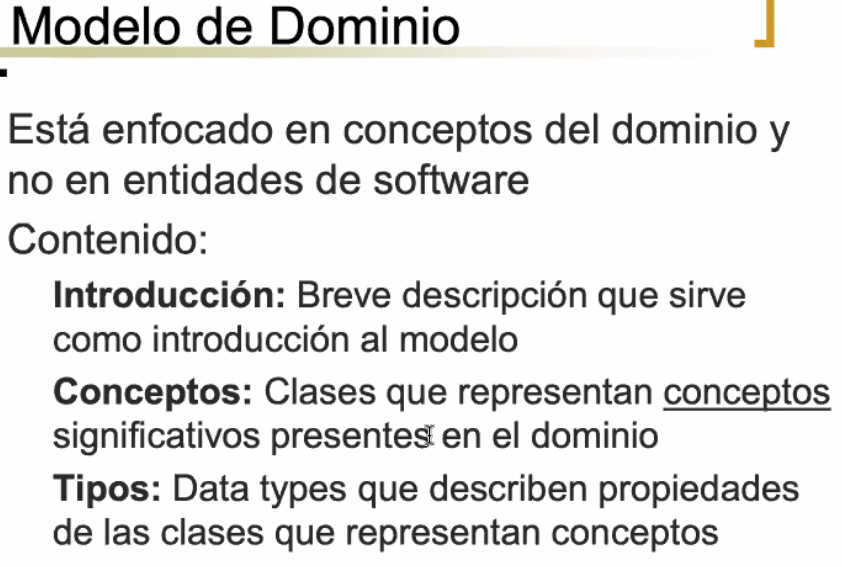 Modelo de Dominio
Está enfocado en conceptos del dominio y
no en entidades de software
Contenido:
Introducción: Breve descripción que sirve
como introducción al modelo
Conceptos: Clases que representan conceptos
significativos presentes en el dominio
Tipos: Data types que describen propiedades
de las clases que representan conceptos